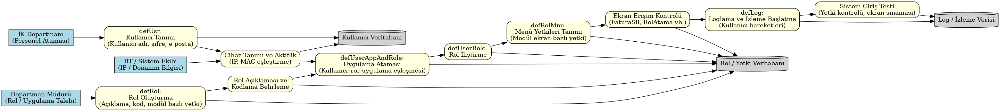 İK Departmanı
(Personel Ataması)
defUsr:
Kullanıcı Tanımı
(Kullanıcı adı, şifre, e-posta)
BT / Sistem Ekibi
(IP / Donanım Bilgisi)
Departman Müdürü
(Rol / Uygulama Talebi)
defRol:
Rol Oluşturma
(Açıklama, kod, modül bazlı yetki)
Cihaz Tanımı ve Aktiflik
(IP, MAC eşleştirme)
Rol Açıklaması ve
Kodlama Belirleme
Kullanıcı Veritabanı
defUserAppAndRole:
Uygulama Ataması
(Kullanıcı–rol–uygulama eşleşmesi)
defUserRole:
Rol İliştirme
defRolMnu:
Menü Yetkileri Tanımı
(Modül ekran bazlı yetki)
Ekran Erişim Kontrolü
(FaturaSil, RolAtama vb.)
Rol / Yetki Veritabanı
defLog:
Loglama ve İzleme Başlatma
(Kullanıcı hareketleri)
Sistem Giriş Testi
(Yetki kontrolü, ekran sınaması)
Log / İzleme Verisi